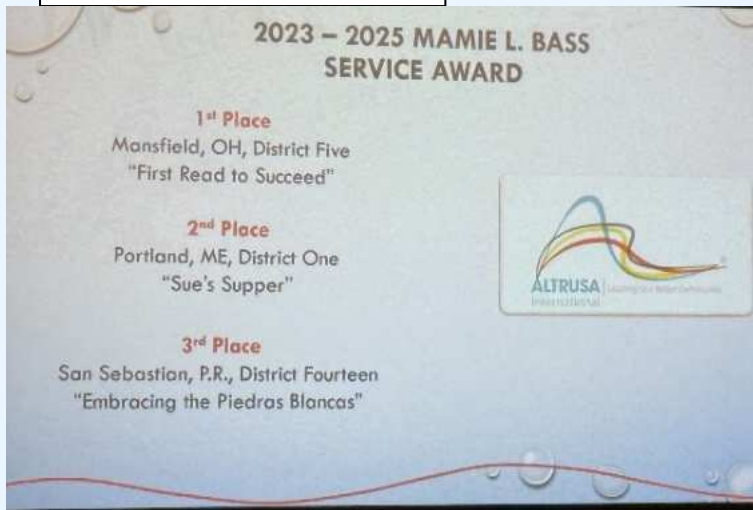 2023 – 2025 MAMIE L. BASS
SERVICE AWARD
1st Place
Mansfield, OH, District Five
"First Read to Succeed"
2nd Place
Portland, ME, District One
"Sue's Supper"
3rd Place
San Sebastian, P.R., District Fourteen
"Embracing the Piedras Blancas"
ALTRUSA
International